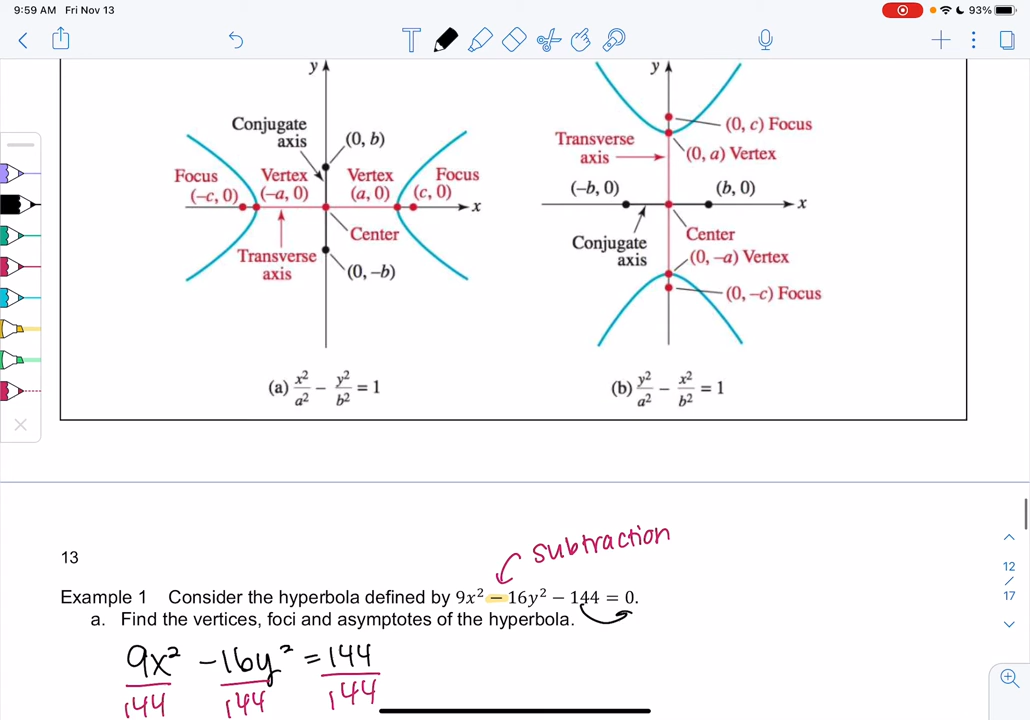 9:59 AM Fri Nov 13
93%
y
y
Conjugate
axis
(0, b)
(0, c) Focus
Transverse
axis
(0, a) Vertex
Focus
Vertex
Vertex
Focus
(−c, 0)
(−a, 0)
(a, 0)
(c, 0)
x
(−b, 0)
(b, 0)
x
Center
Center
Conjugate
axis
Transverse
axis
(0, −b)
(0, −a) Vertex
(0, −c) Focus
(a) x²/a² − y²/b² = 1
(b) y²/a² − x²/b² = 1
13
subtraction
Example 1 Consider the hyperbola defined by 9x² − 16y² − 144 = 0.
a. Find the vertices, foci and asymptotes of the hyperbola.
9x² −16y² = 144
144 144 144
12
/
17